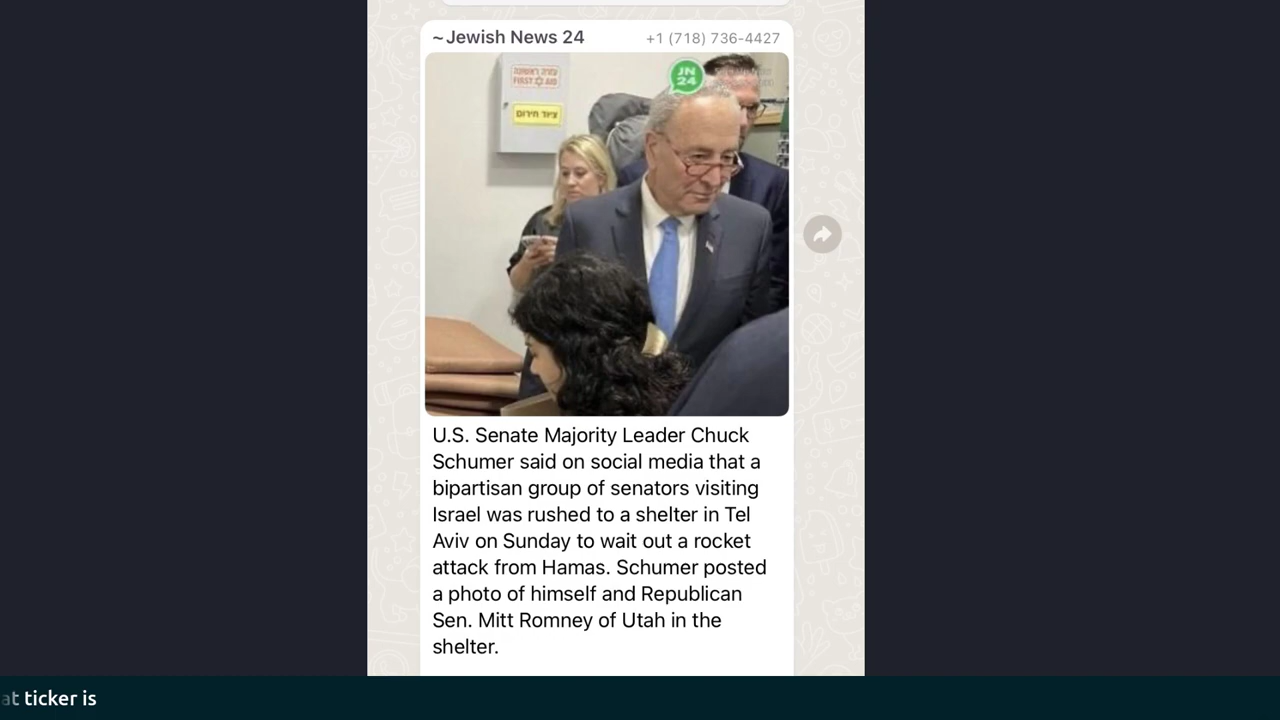 ~Jewish News 24
+1 (718) 736-4427
JN
24
עזרה ראשונה
FIRST AID
ציוד חירום
U.S. Senate Majority Leader Chuck
Schumer said on social media that a
bipartisan group of senators visiting
Israel was rushed to a shelter in Tel
Aviv on Sunday to wait out a rocket
attack from Hamas. Schumer posted
a photo of himself and Republican
Sen. Mitt Romney of Utah in the
shelter.
at ticker is